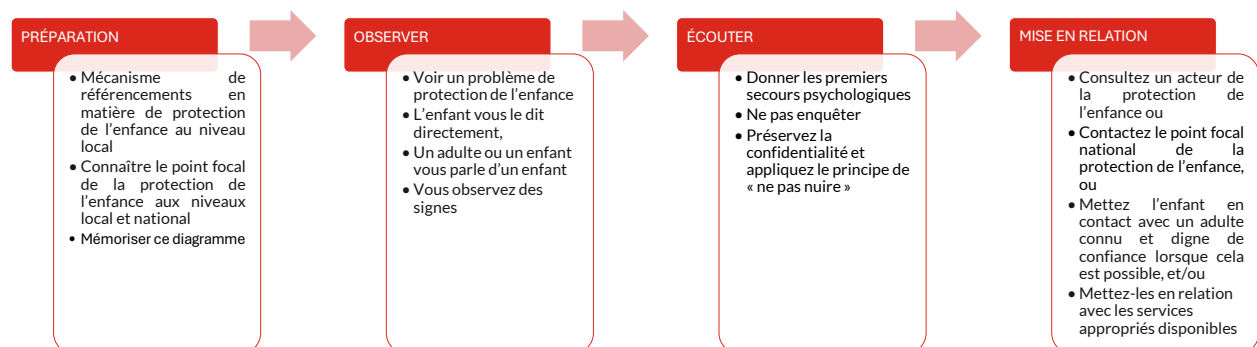 PRÉPARATION
• Mécanisme de
référencements en
matière de protection
de l'enfance au niveau
local
• Connaître le point focal
de la protection de
l'enfance aux niveaux
local et national
• Mémoriser ce diagramme
OBSERVER
• Voir un problème de
protection de l'enfance
• L'enfant vous le dit
directement,
• Un adulte ou un enfant
vous parle d'un enfant
• Vous observez des
signes
ÉCOUTER
• Donner les premiers
secours psychologiques
• Ne pas enquêter
• Préservez la
confidentialité et
appliquez le principe de
« ne pas nuire »
MISE EN RELATION
• Consultez un acteur de
la protection de
l'enfance ou
• Contactez le point focal
national de la
protection de l'enfance,
ou
• Mettez l'enfant en
contact avec un adulte
connu et digne de
confiance lorsque cela
est possible, et/ou
• Mettez-les en relation
avec les services
appropriés disponibles